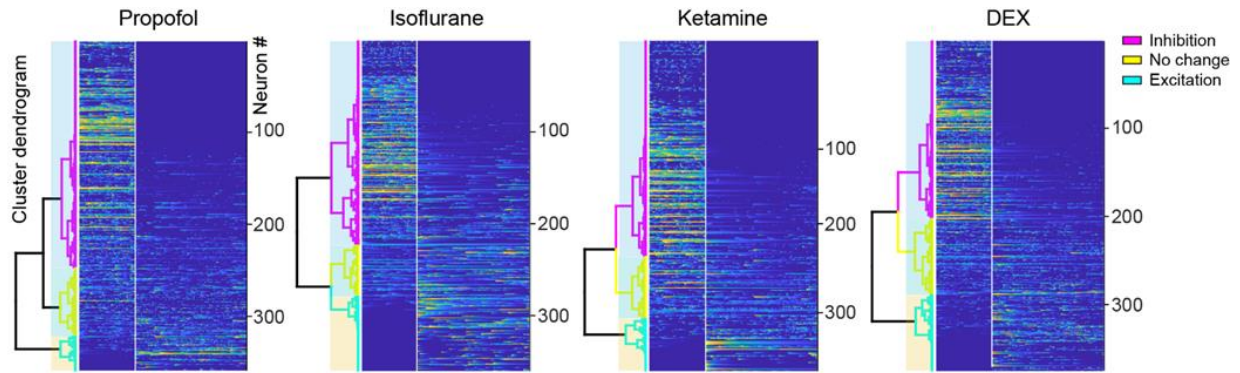 Propofol
Isoflurane
Ketamine
DEX
Cluster dendrogram
Neuron #
100
200
300
100
200
300
100
200
300
100
200
300
Inhibition
No change
Excitation